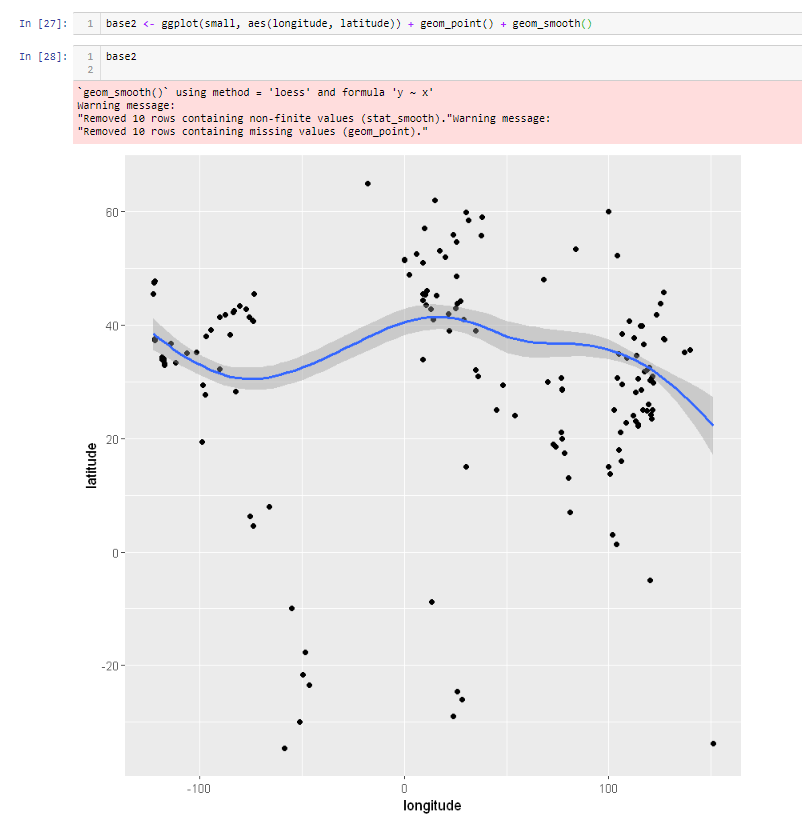 In [27]: 1 base2 <- ggplot(small, aes(longitude, latitude)) + geom_point() + geom_smooth()
In [28]: 1 base2
2
`geom_smooth()` using method = 'loess' and formula 'y ~ x'
Warning message:
"Removed 10 rows containing non-finite values (stat_smooth)."Warning message:
"Removed 10 rows containing missing values (geom_point)."
60
40
20
0
-20
latitude
-100 0 100
longitude